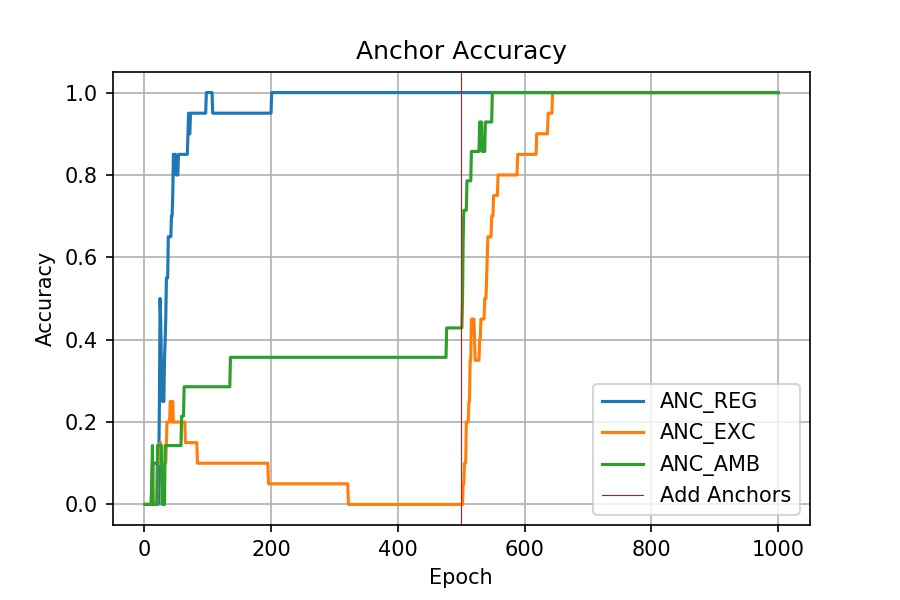 Anchor Accuracy
Accuracy
1.0
0.8
0.6
0.4
0.2
0.0
ANC_REG
ANC_EXC
ANC_AMB
Add Anchors
0 200 400 600 800 1000
Epoch